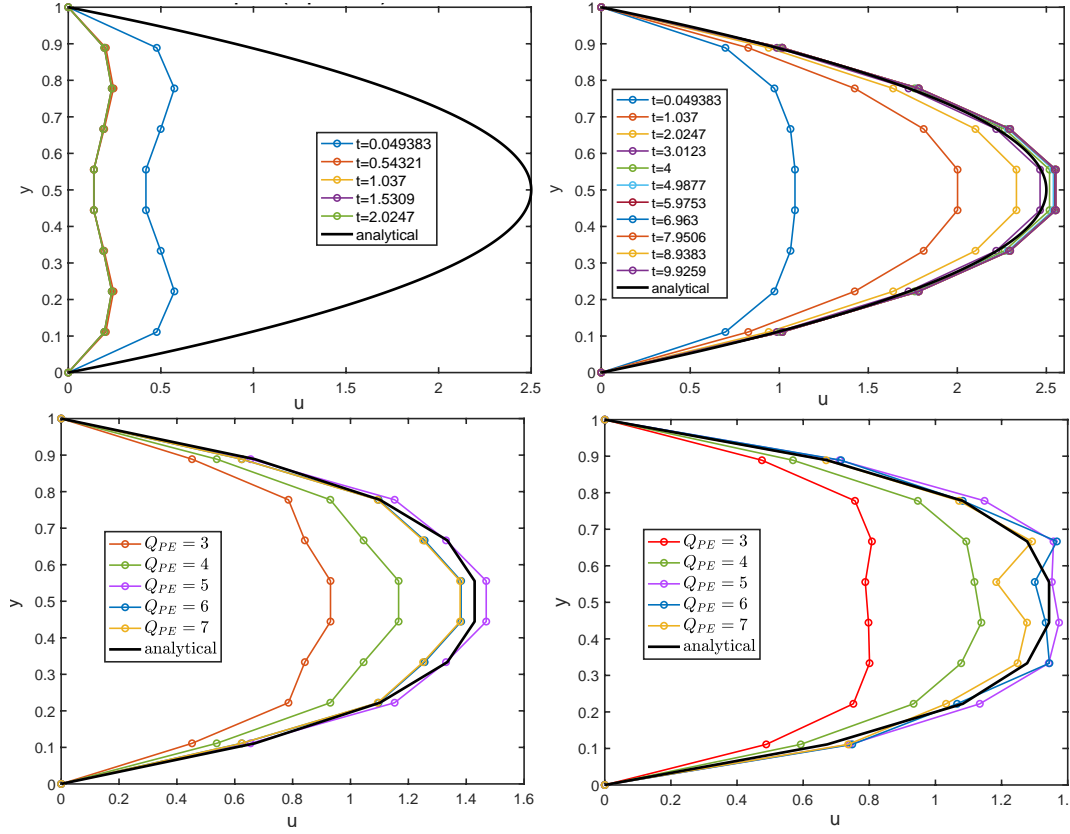 1
0.9
0.8
0.7
0.6
0.5
0.4
0.3
0.2
0.1
0
y
0
0.5
1
1.5
2
2.5
u
t=0.049383
t=0.54321
t=1.037
t=1.5309
t=2.0247
analytical
1
0.9
0.8
0.7
0.6
0.5
0.4
0.3
0.2
0.1
0
y
0
0.5
1
1.5
2
2.5
u
t=0.049383
t=1.037
t=2.0247
t=3.0123
t=4
t=4.9877
t=5.9753
t=6.963
t=7.9506
t=8.9383
t=9.9259
analytical
1
0.9
0.8
0.7
0.6
0.5
0.4
0.3
0.2
0.1
0
y
0
0.2
0.4
0.6
0.8
1
1.2
1.4
1.6
u
Q_{PE} = 3
Q_{PE} = 4
Q_{PE} = 5
Q_{PE} = 6
Q_{PE} = 7
analytical
1
0.9
0.8
0.7
0.6
0.5
0.4
0.3
0.2
0.1
0
y
0
0.2
0.4
0.6
0.8
1
1.2
1.
u
Q_{PE} = 3
Q_{PE} = 4
Q_{PE} = 5
Q_{PE} = 6
Q_{PE} = 7
analytical